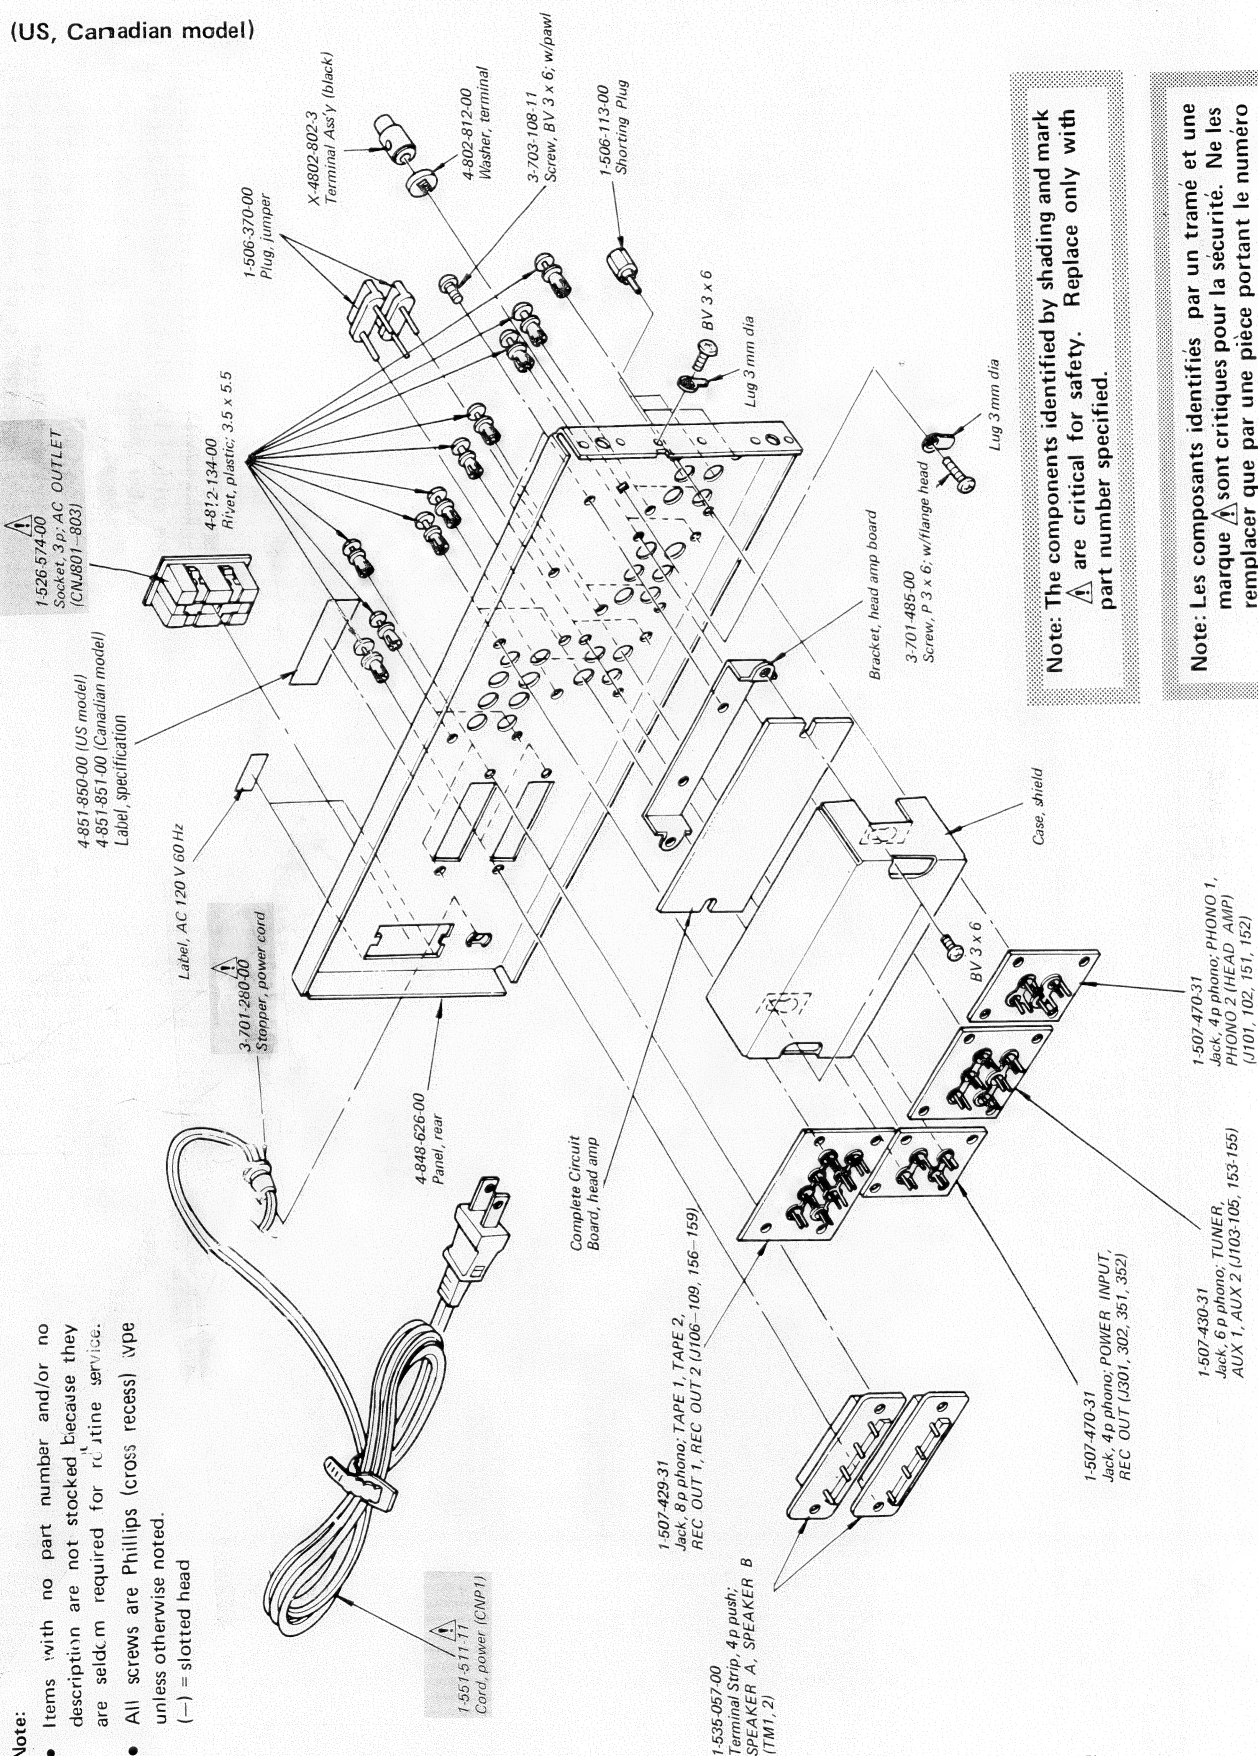 (US, Canadian model)
Note:
• Items with no part number and/or no
description are not stocked because they
are seldom required for routine service.
• All screws are Phillips (cross recess) type
unless otherwise noted.
(—) = slotted head
⚠
1-551-511-11
Cord, power (CNP1)
⚠
3-701-280-00
Stopper, power cord
Label, AC 120 V 60 Hz
4-851-850-00 (US model)
4-851-851-00 (Canadian model)
Label, specification
⚠
1-526-574-00
Socket, 3 p; AC OUTLET
(CNJ801–803)
4-812-134-00
Rivet, plastic; 3.5 x 5.5
1-506-370-00
Plug, jumper
X-4802-802-3
Terminal Ass'y (black)
4-802-812-00
Washer, terminal
3-703-108-11
Screw, BV 3 x 6; w/pawl
1-506-113-00
Shorting Plug
BV 3 x 6
Lug 3 mm dia
Lug 3 mm dia
3-701-485-00
Screw, P 3 x 6; w/flange head
Bracket, head amp board
Case, shield
BV 3 x 6
4-848-626-00
Panel, rear
Complete Circuit
Board, head amp
1-507-470-31
Jack, 4p phono; PHONO 1,
PHONO 2 (HEAD AMP)
(J101, 102, 151, 152)
1-507-430-31
Jack, 6 p phono; TUNER,
AUX 1, AUX 2 (J103-105, 153-155)
1-507-470-31
Jack, 4p phono; POWER INPUT,
REC OUT (J301, 302, 351, 352)
1-507-429-31
Jack, 8 p phono; TAPE 1, TAPE 2,
REC OUT 1, REC OUT 2 (J106–109, 156–159)
1-535-057-00
Terminal Strip, 4 p push;
SPEAKER A, SPEAKER B
(TM1, 2)
Note: The components identified by shading and mark
⚠ are critical for safety. Replace only with
part number specified.
Note: Les composants identifiés par un tramé et une
marque ⚠ sont critiques pour la sécurité. Ne les
remplacer que par une pièce portant le numéro